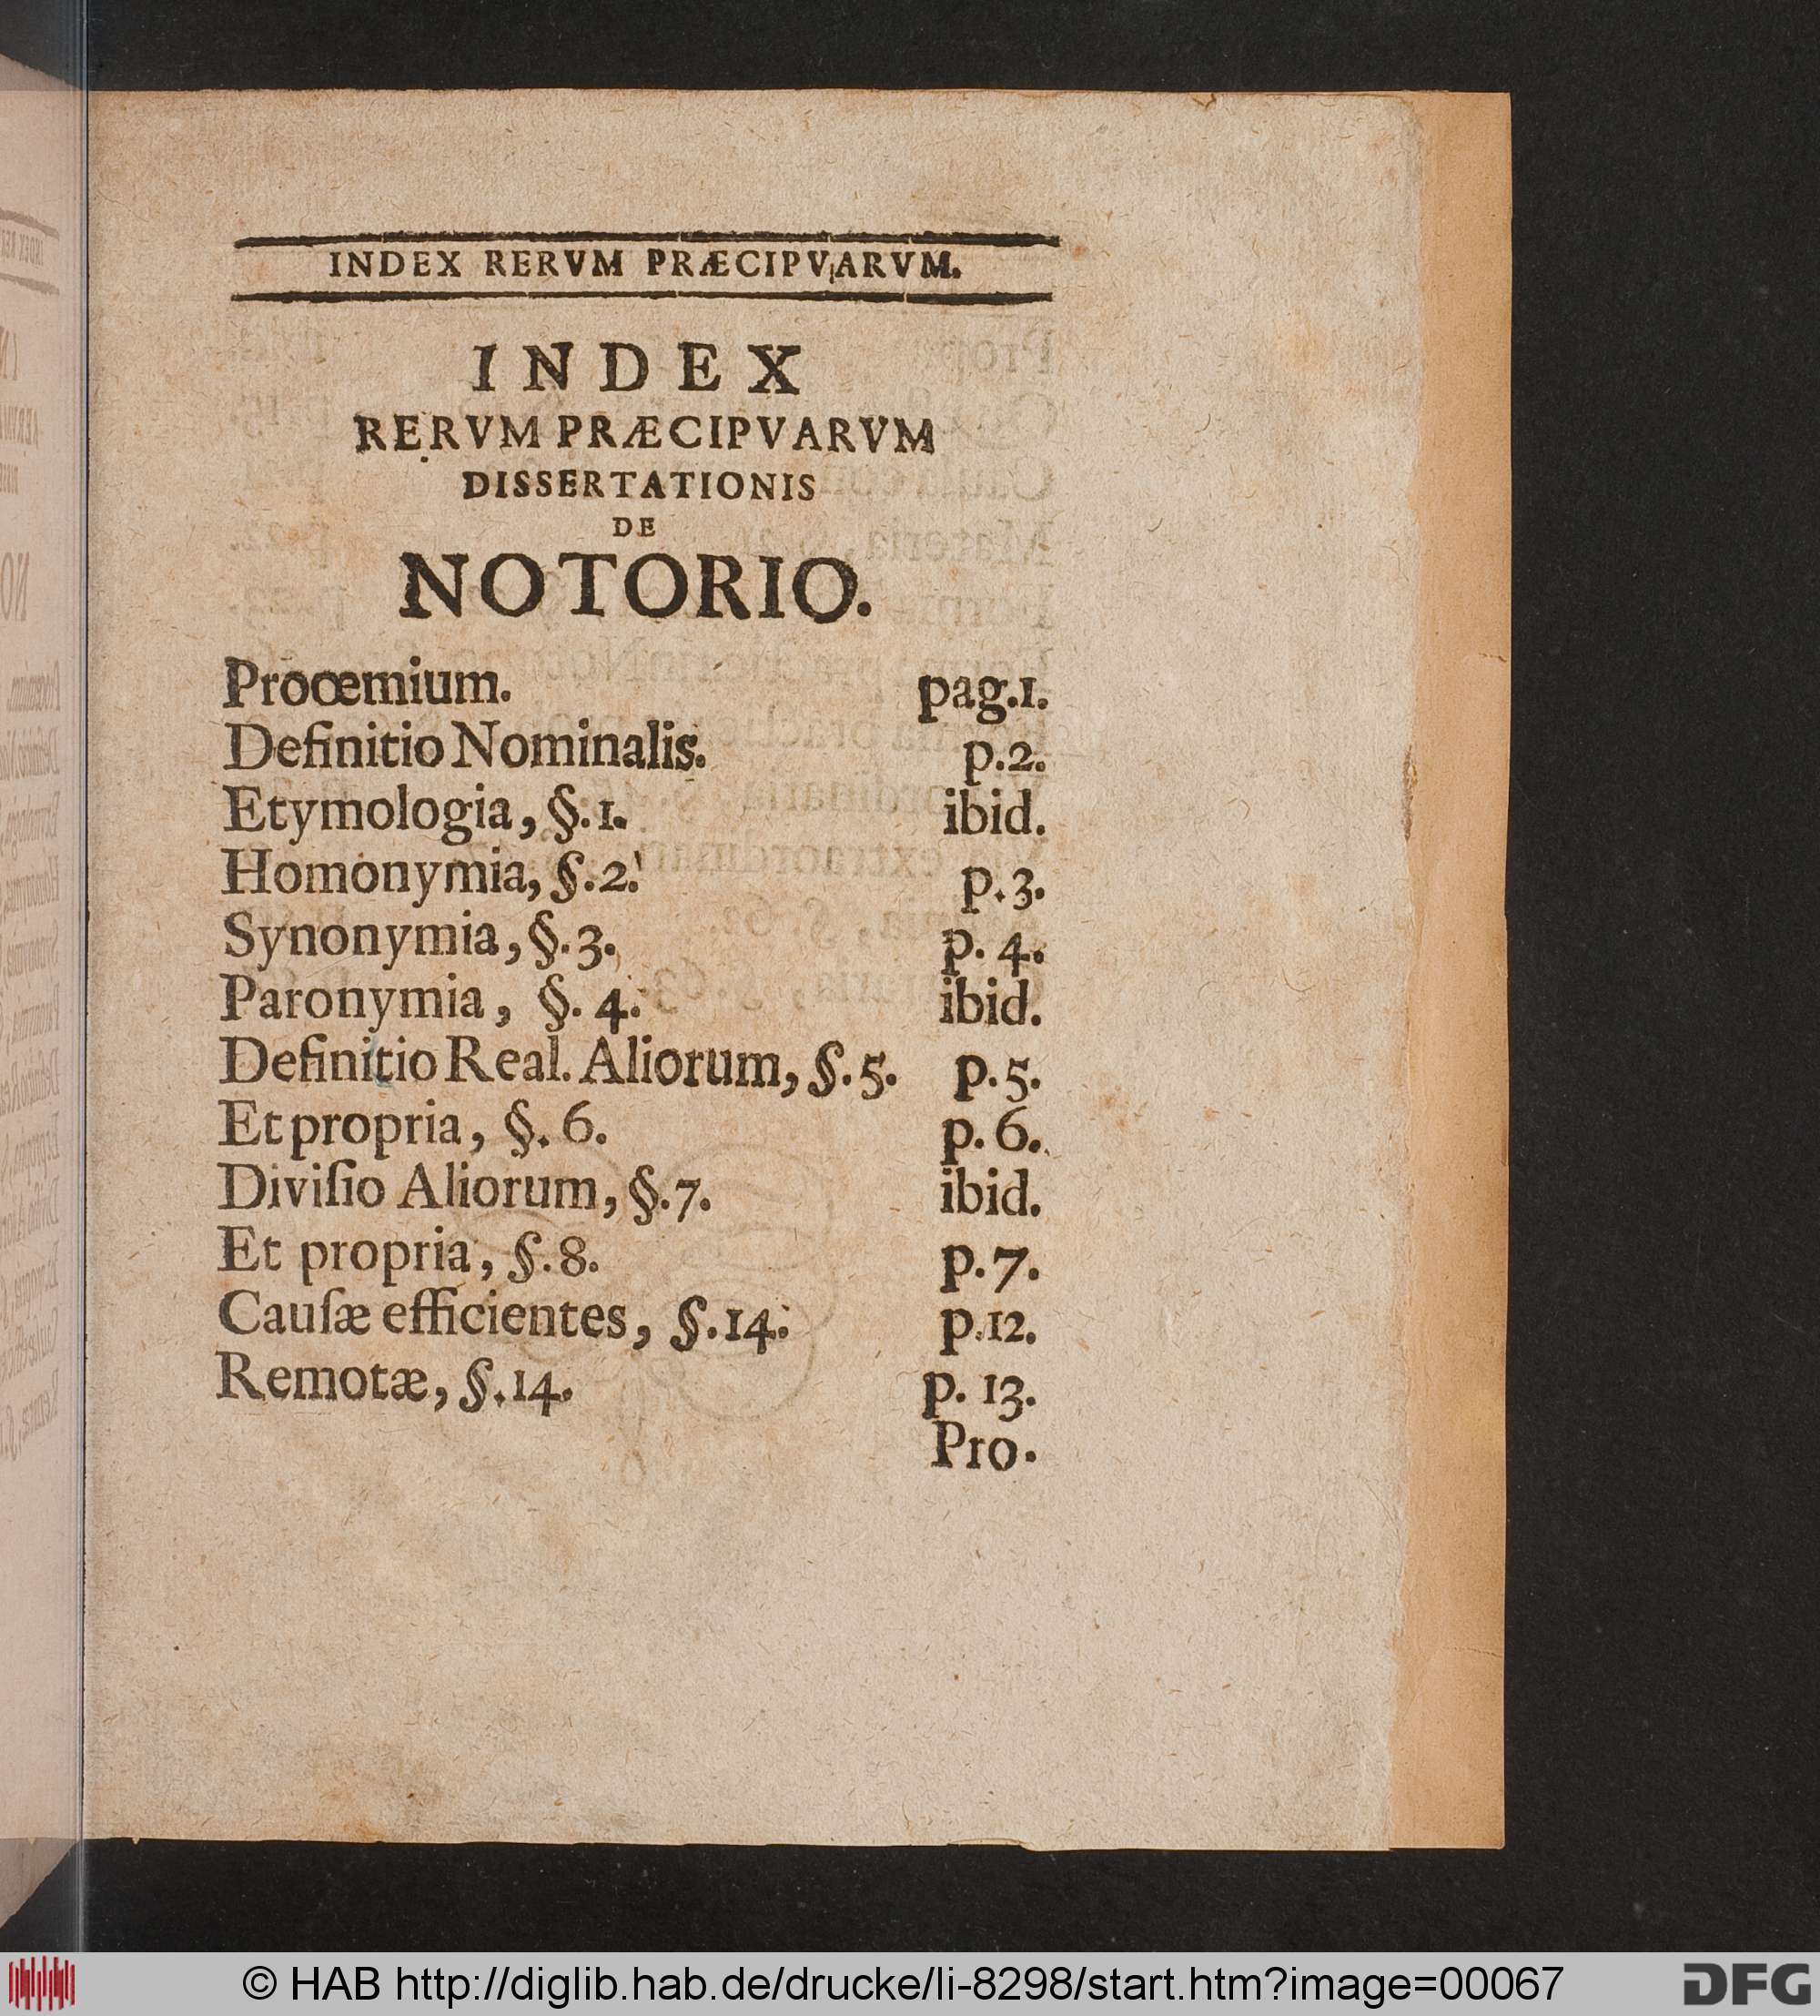 INDEX RERVM PRÆCIPVARVM.
INDEX
RERVM PRÆCIPVARVM
DISSERTATIONIS
DE
NOTORIO.
Proœmium. pag.1.
Definitio Nominalis. p.2.
Etymologia, §.1. ibid.
Homonymia, §.2. p.3.
Synonymia, §.3. p. 4.
Paronymia, §. 4. ibid.
Definitio Real. Aliorum, §.5. p.5.
Et propria, §. 6. p.6.
Diviſio Aliorum, §.7. ibid.
Et propria, §.8. p.7.
Cauſæ efficientes, §.14. p.12.
Remotæ, §.14. p. 13.
Pro.
© HAB http://diglib.hab.de/drucke/li-8298/start.htm?image=00067
DFG